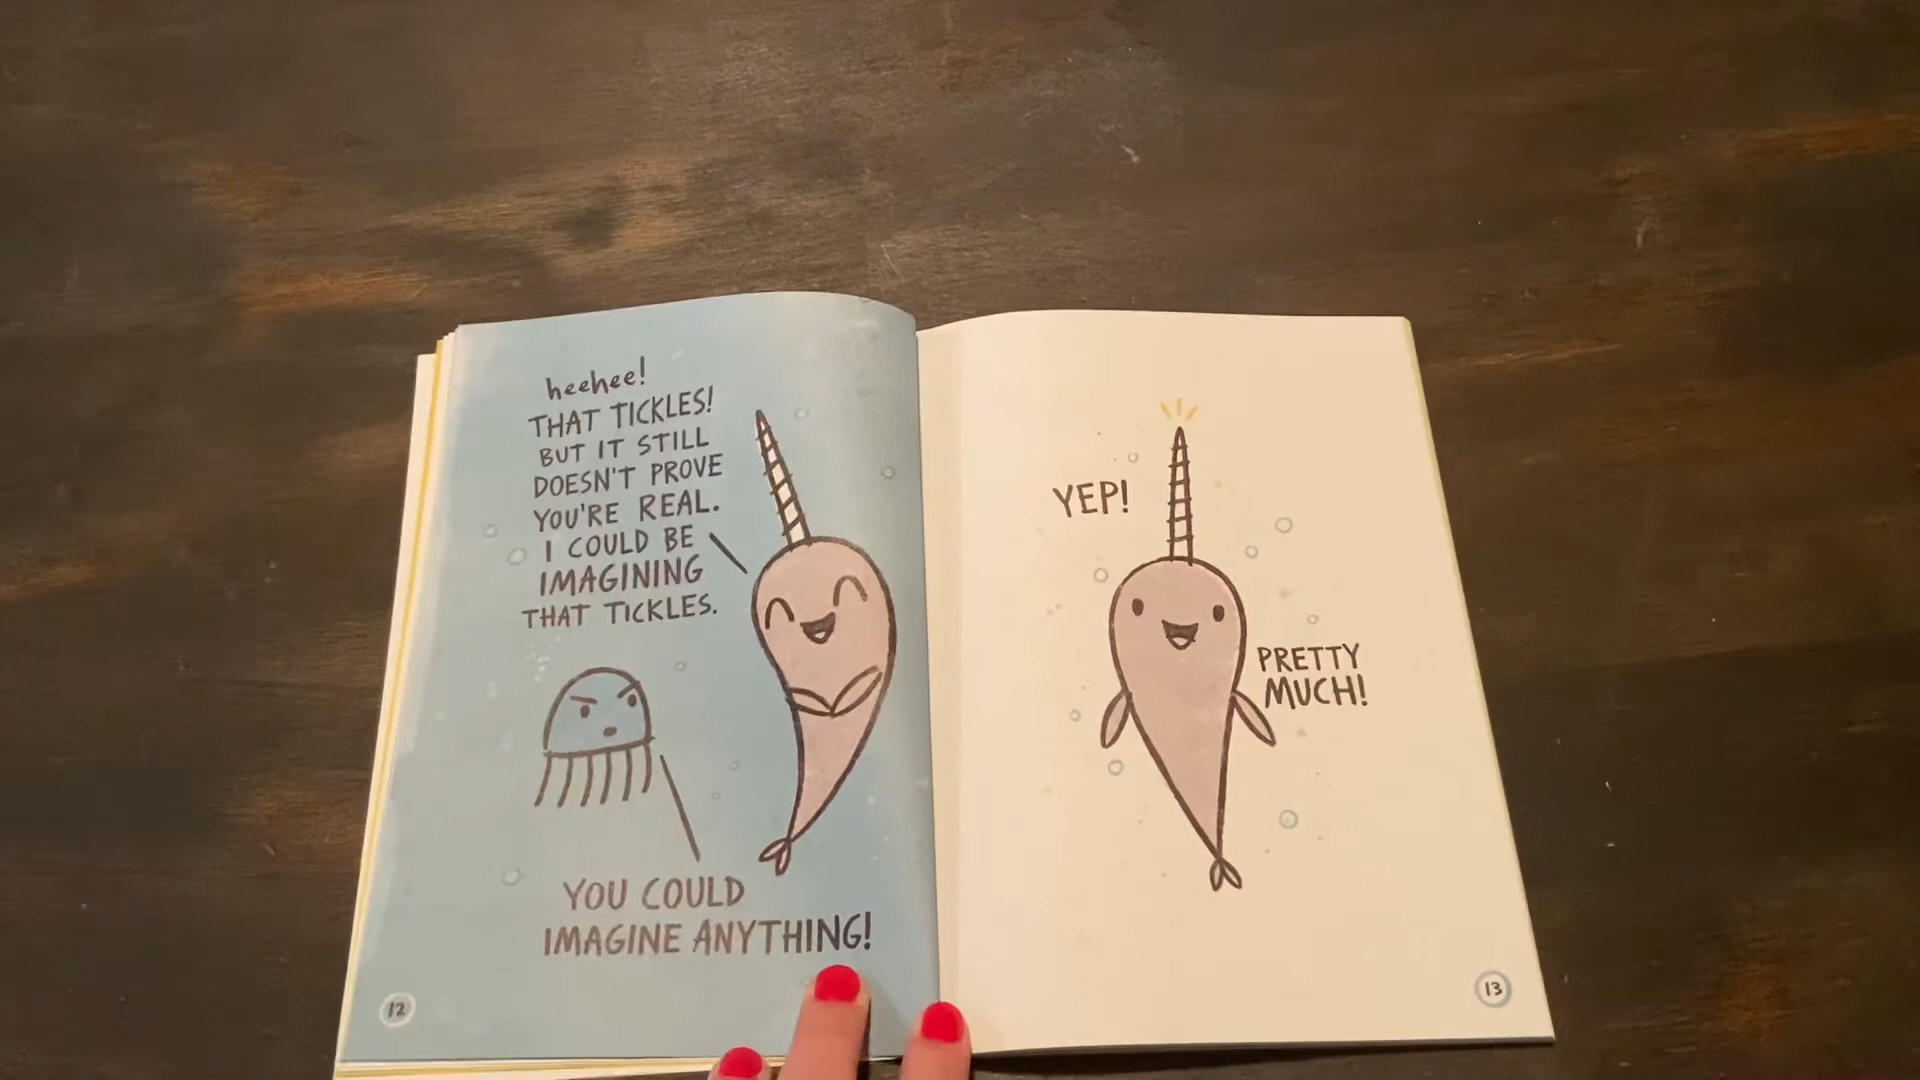 heehee!
THAT TICKLES!
BUT IT STILL
DOESN'T PROVE
YOU'RE REAL.
I COULD BE
IMAGINING
THAT TICKLES.
YOU COULD
IMAGINE ANYTHING!
12
YEP!
PRETTY
MUCH!
13